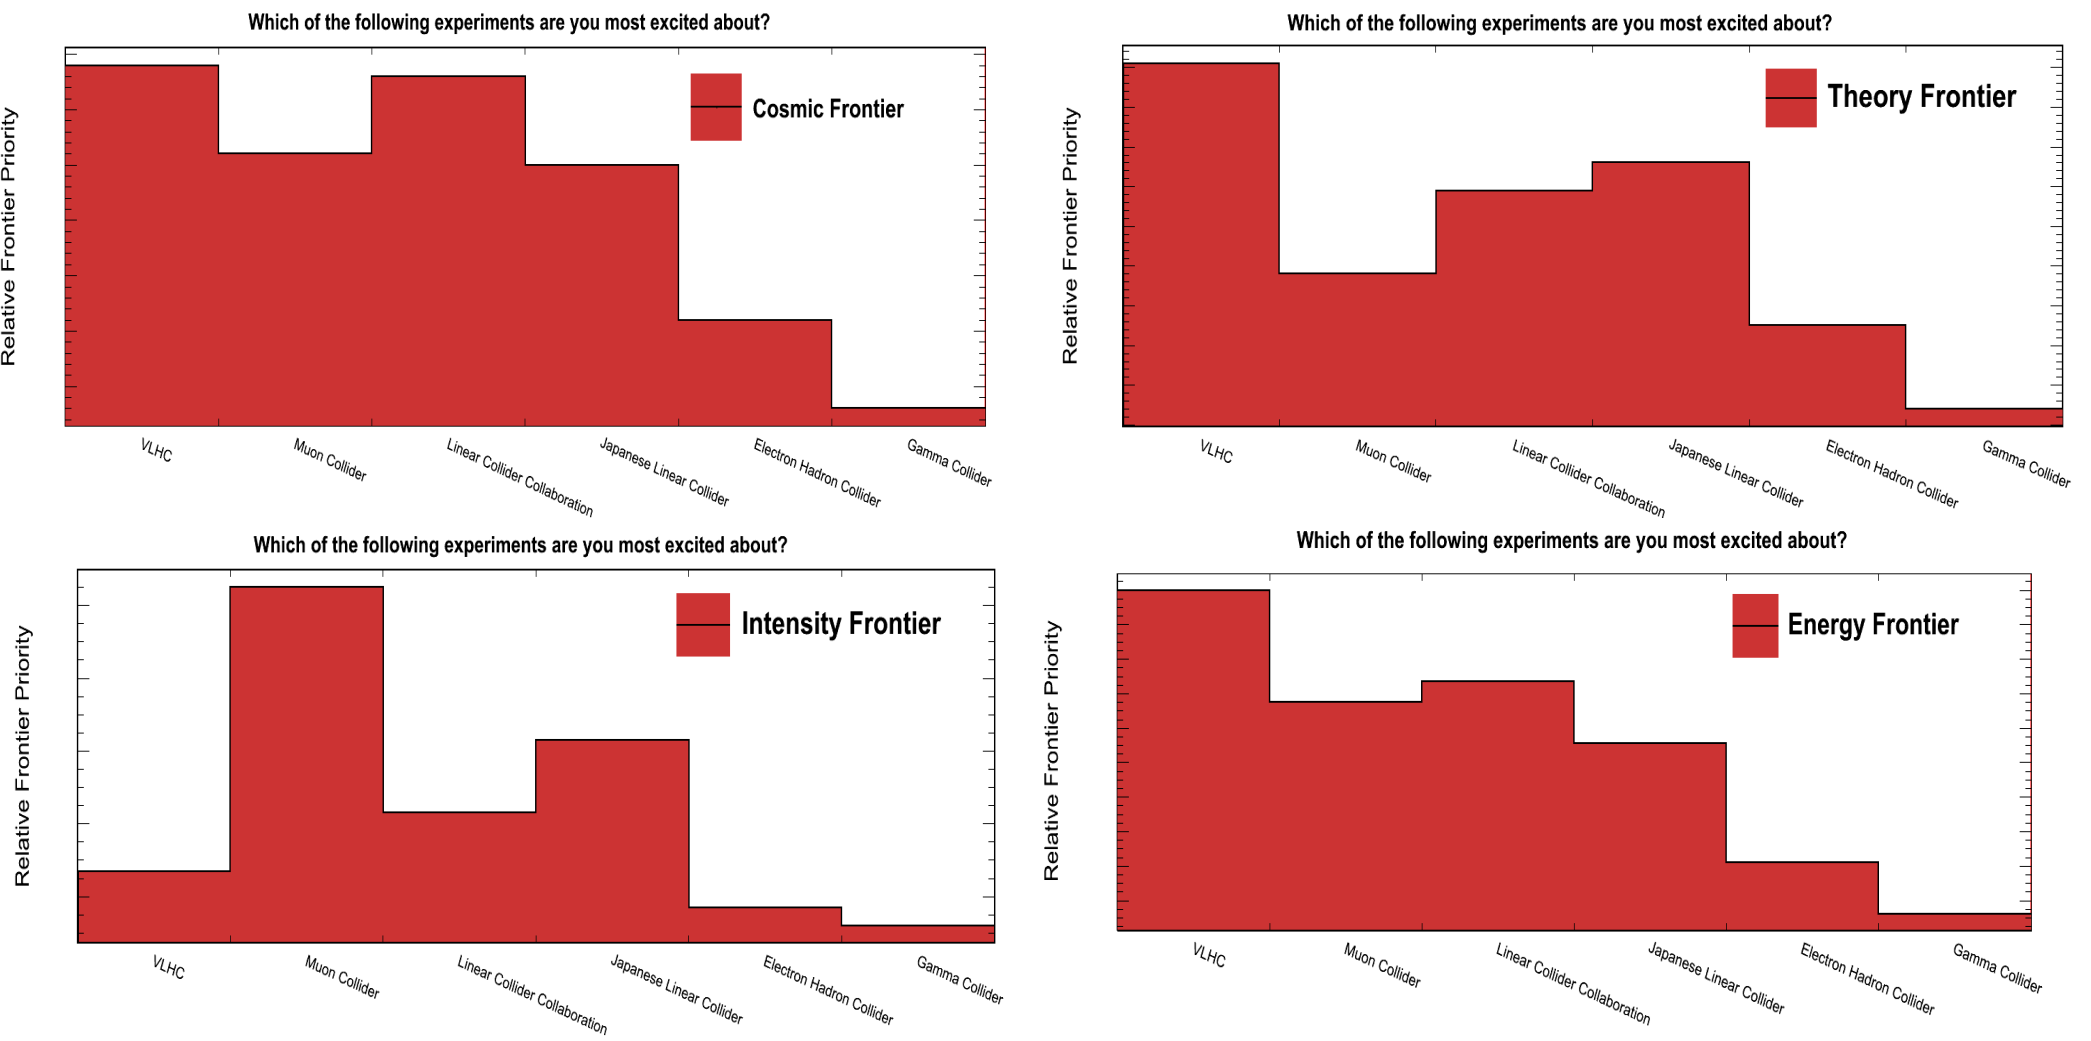 Which of the following experiments are you most excited about?
Relative Frontier Priority
Cosmic Frontier
VLHC
Muon Collider
Linear Collider Collaboration
Japanese Linear Collider
Electron Hadron Collider
Gamma Collider
Which of the following experiments are you most excited about?
Relative Frontier Priority
Theory Frontier
VLHC
Muon Collider
Linear Collider Collaboration
Japanese Linear Collider
Electron Hadron Collider
Gamma Collider
Which of the following experiments are you most excited about?
Relative Frontier Priority
Intensity Frontier
VLHC
Muon Collider
Linear Collider Collaboration
Japanese Linear Collider
Electron Hadron Collider
Gamma Collider
Which of the following experiments are you most excited about?
Relative Frontier Priority
Energy Frontier
VLHC
Muon Collider
Linear Collider Collaboration
Japanese Linear Collider
Electron Hadron Collider
Gamma Collider